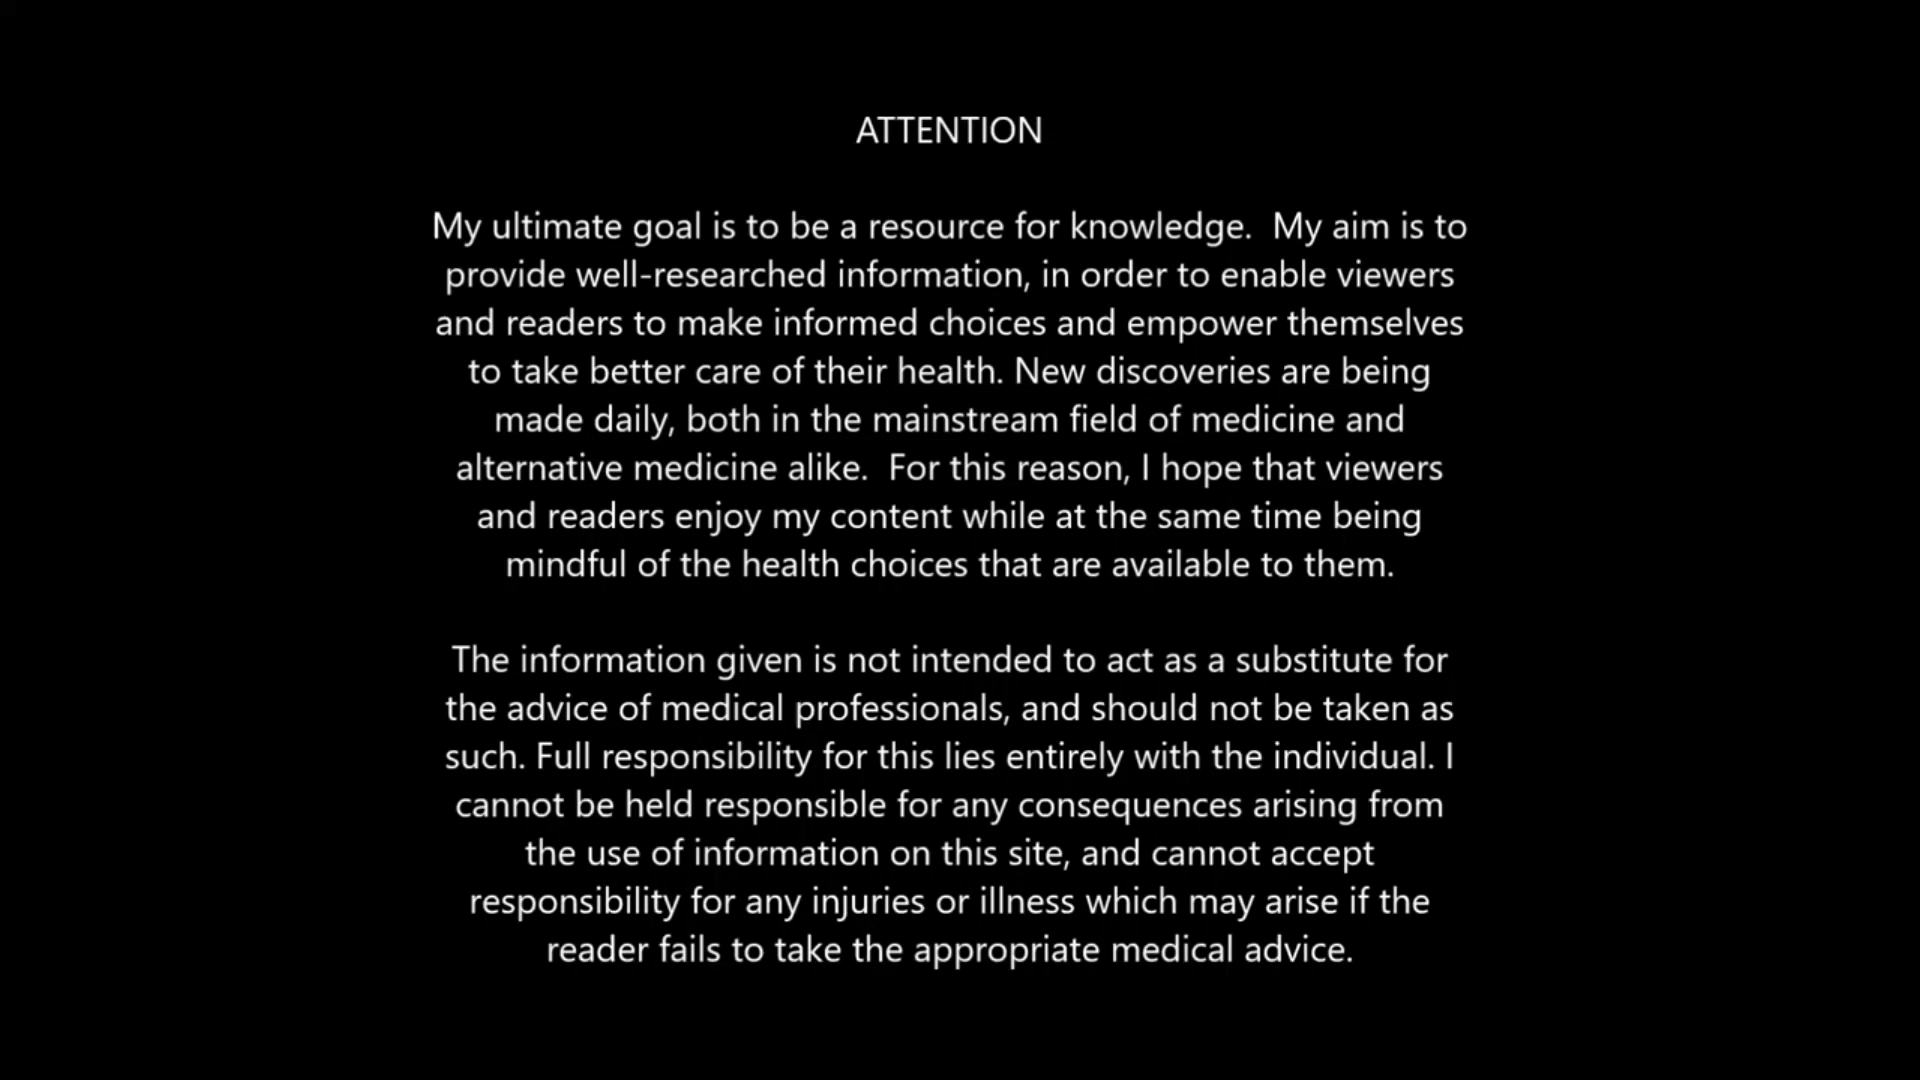 ATTENTION
My ultimate goal is to be a resource for knowledge.  My aim is to
provide well-researched information, in order to enable viewers
and readers to make informed choices and empower themselves
to take better care of their health. New discoveries are being
made daily, both in the mainstream field of medicine and
alternative medicine alike.  For this reason, I hope that viewers
and readers enjoy my content while at the same time being
mindful of the health choices that are available to them.
The information given is not intended to act as a substitute for
the advice of medical professionals, and should not be taken as
such. Full responsibility for this lies entirely with the individual. I
cannot be held responsible for any consequences arising from
the use of information on this site, and cannot accept
responsibility for any injuries or illness which may arise if the
reader fails to take the appropriate medical advice.